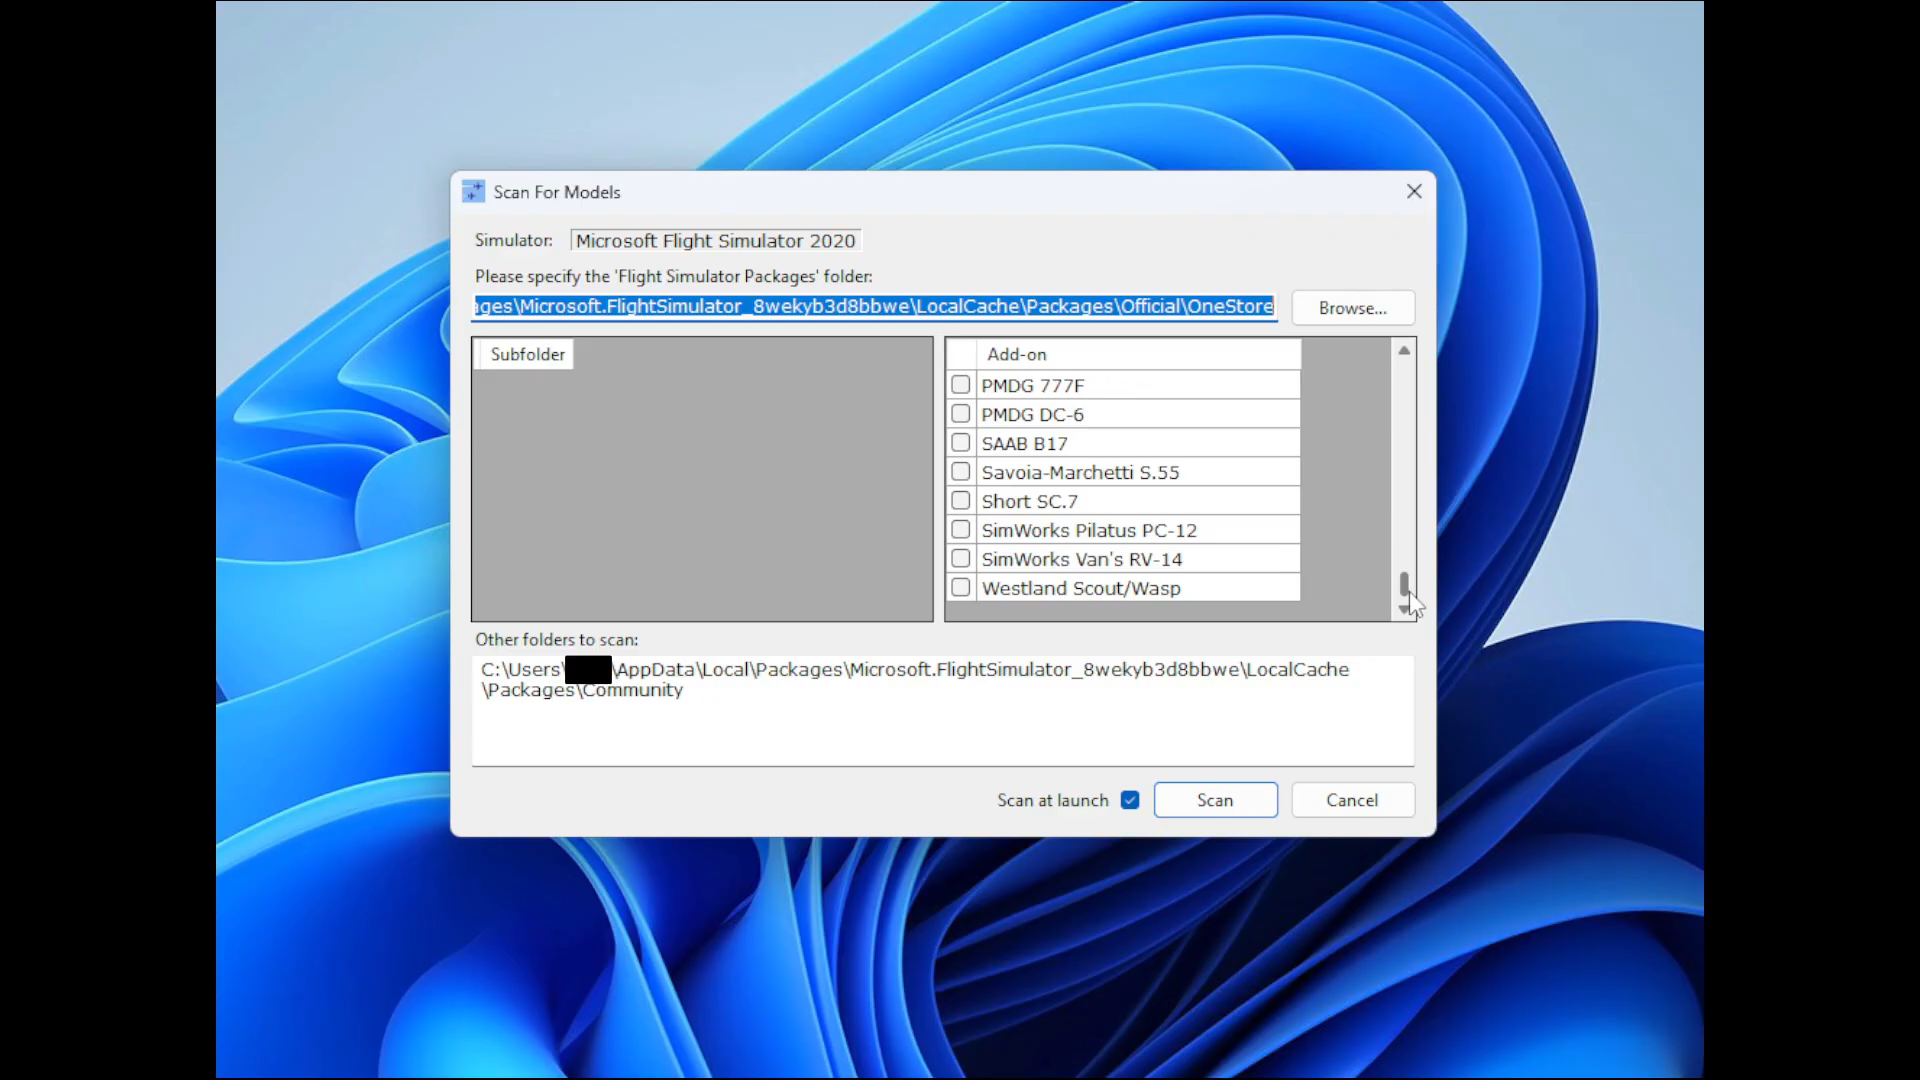 Scan For Models
Simulator: Microsoft Flight Simulator 2020
Please specify the 'Flight Simulator Packages' folder:
ages\Microsoft.FlightSimulator_8wekyb3d8bbwe\LocalCache\Packages\Official\OneStore
Browse...
Subfolder
Add-on
PMDG 777F
PMDG DC-6
SAAB B17
Savoia-Marchetti S.55
Short SC.7
SimWorks Pilatus PC-12
SimWorks Van's RV-14
Westland Scout/Wasp
Other folders to scan:
C:\Users\ \AppData\Local\Packages\Microsoft.FlightSimulator_8wekyb3d8bbwe\LocalCache
\Packages\Community
Scan at launch
Scan
Cancel